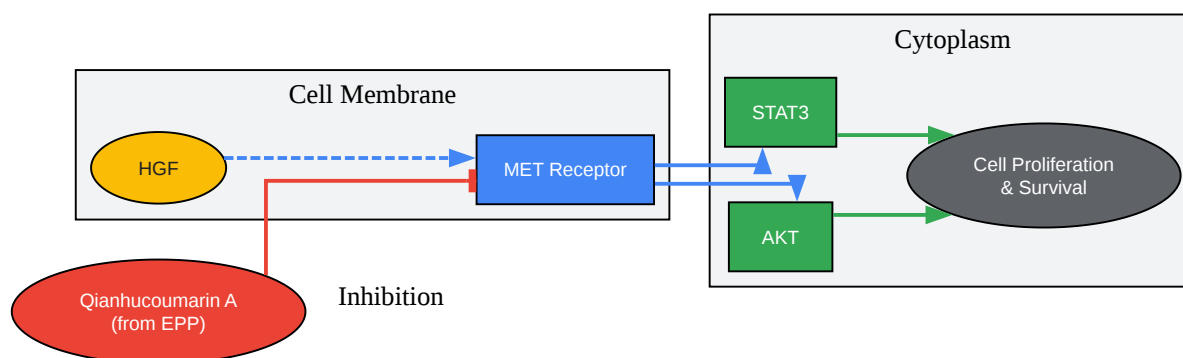 Cytoplasm
Cell Membrane
STAT3
HGF
MET Receptor
Cell Proliferation
& Survival
AKT
Qianhucoumarin A
(from EPP)
Inhibition